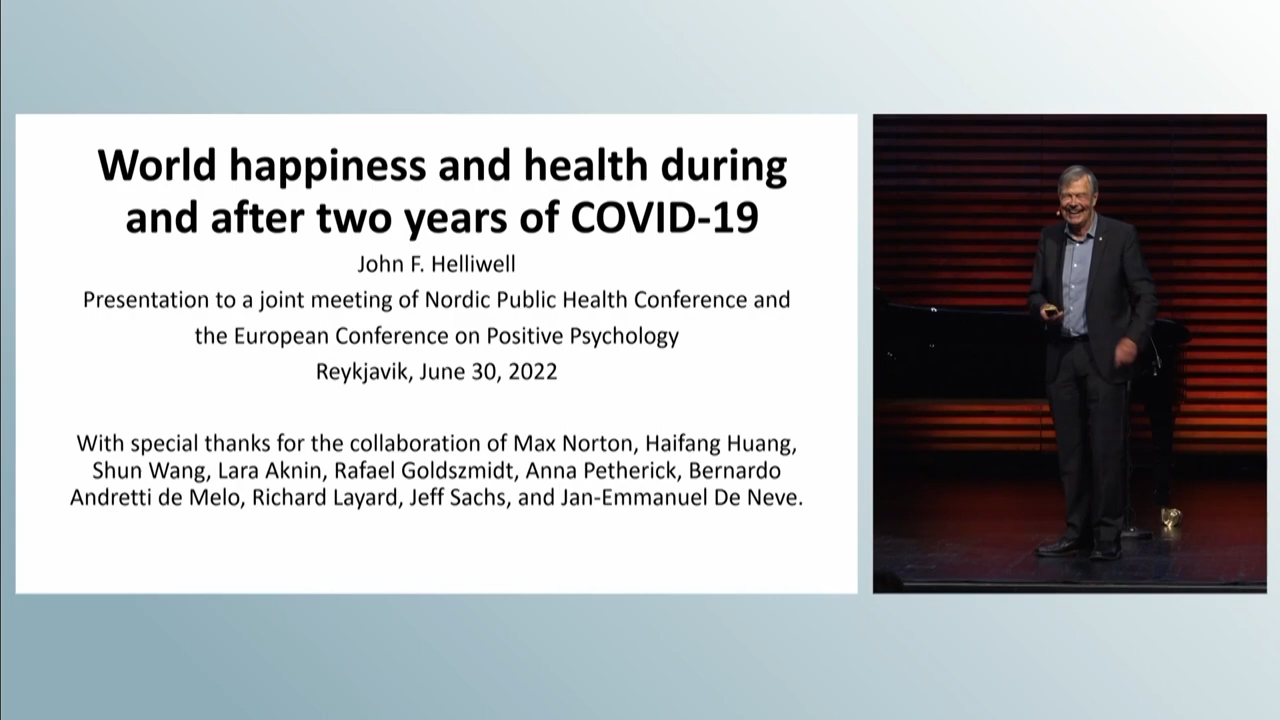 World happiness and health during
and after two years of COVID-19
John F. Helliwell
Presentation to a joint meeting of Nordic Public Health Conference and
the European Conference on Positive Psychology
Reykjavik, June 30, 2022
With special thanks for the collaboration of Max Norton, Haifang Huang,
Shun Wang, Lara Aknin, Rafael Goldszmidt, Anna Petherick, Bernardo
Andretti de Melo, Richard Layard, Jeff Sachs, and Jan-Emmanuel De Neve.